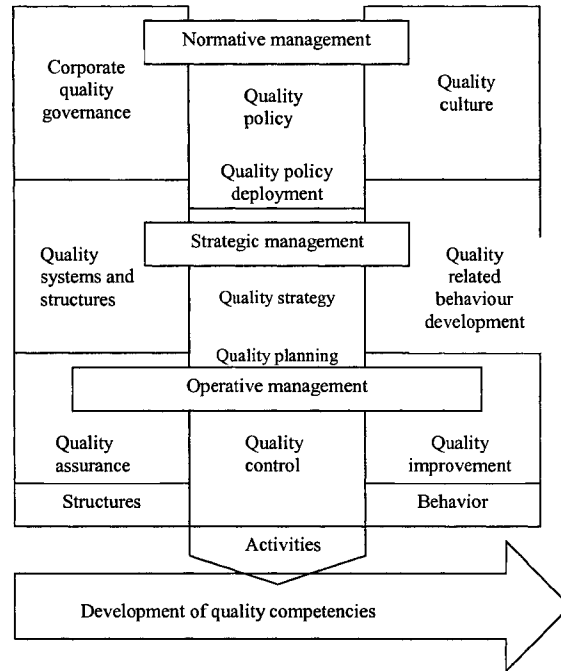 Normative management
Corporate
quality
governance
Quality
policy
Quality
culture
Quality policy
deployment
Strategic management
Quality
systems and
structures
Quality strategy
Quality
related
behaviour
development
Quality planning
Operative management
Quality
assurance
Quality
control
Quality
improvement
Structures
Behavior
Activities
Development of quality competencies